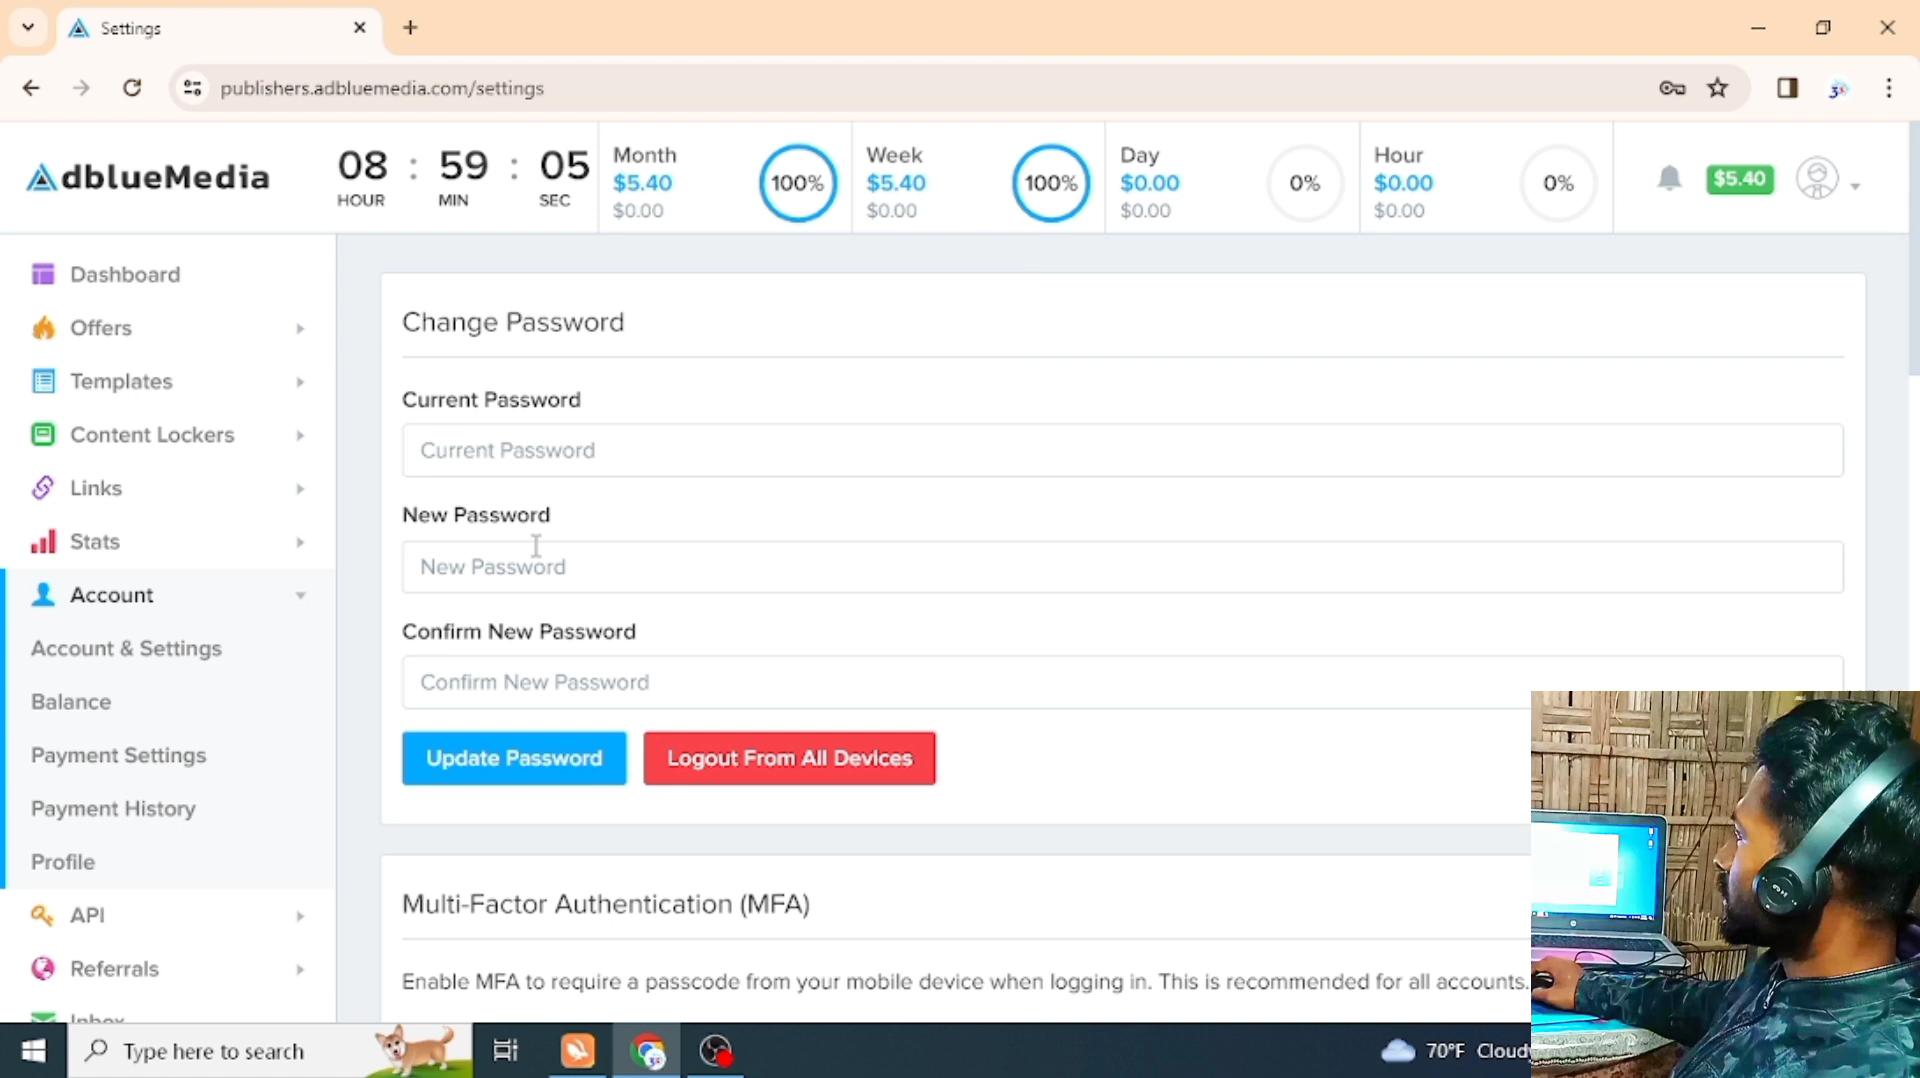 Settings
publishers.adbluemedia.com/settings
AdblueMedia
08 : 59 : 05
HOUR MIN SEC
Month
$5.40
$0.00
100%
Week
$5.40
$0.00
100%
Day
$0.00
$0.00
0%
Hour
$0.00
$0.00
0%
$5.40
Dashboard
Offers
Templates
Content Lockers
Links
Stats
Account
Account & Settings
Balance
Payment Settings
Payment History
Profile
API
Referrals
Inbox
Change Password
Current Password
Current Password
New Password
New Password
Confirm New Password
Confirm New Password
Update Password
Logout From All Devices
Multi-Factor Authentication (MFA)
Enable MFA to require a passcode from your mobile device when logging in. This is recommended for all accounts.
Type here to search
70°F Cloudy